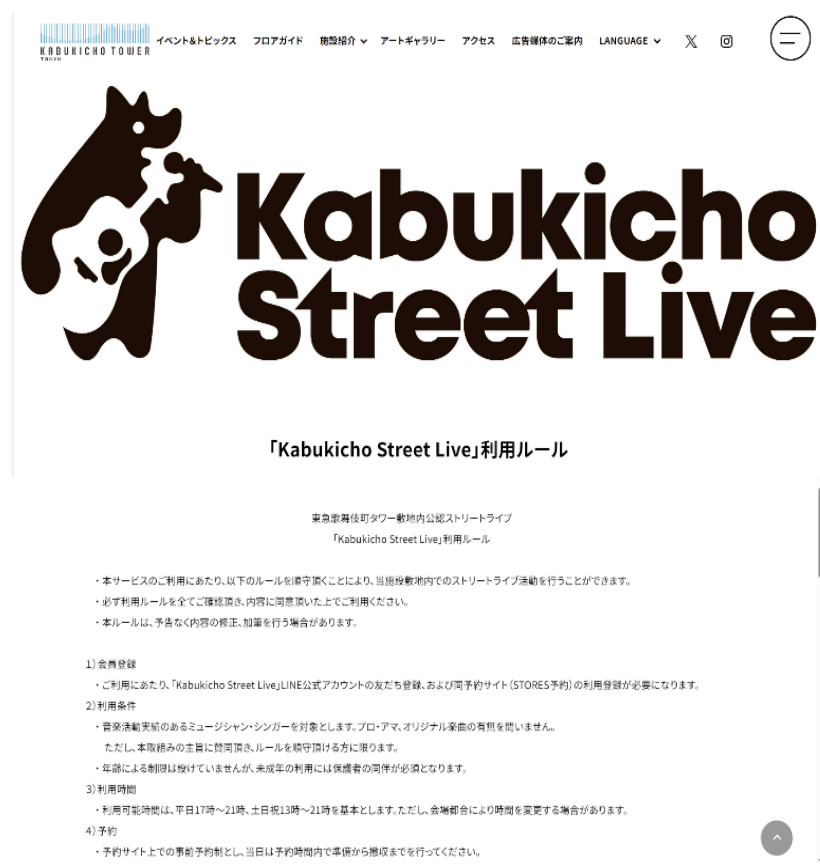 KABUKICHO TOWER
TOKYU
イベント&トピックス フロアガイド 施設紹介 アートギャラリー アクセス 広告媒体のご案内 LANGUAGE
Kabukicho
Street Live
「Kabukicho Street Live」利用ルール
東急歌舞伎町タワー敷地内公認ストリートライブ
「Kabukicho Street Live」利用ルール
・本サービスのご利用にあたり、以下のルールを順守頂くことにより、当施設敷地内でのストリートライブ活動を行うことができます。
・必ず利用ルールを全てご確認頂き、内容に同意頂いた上でご利用ください。
・本ルールは、予告なく内容の修正、加筆を行う場合があります。
1）会員登録
・ご利用にあたり、「Kabukicho Street Live」LINE公式アカウントの友だち登録、および同予約サイト（STORES予約）の利用登録が必要になります。
2）利用条件
・音楽活動実績のあるミュージシャン・シンガーを対象とします。プロ・アマ、オリジナル楽曲の有無を問いません。
ただし、本取組みの主旨に賛同頂き、ルールを順守頂ける方に限ります。
・年齢による制限は設けていませんが、未成年の利用には保護者の同伴が必須となります。
3）利用時間
・利用可能時間は、平日17時～21時、土日祝13時～21時を基本とします。ただし、会場都合により時間を変更する場合があります。
4）予約
・予約サイト上での事前予約制とし、当日は予約時間内で準備から撤収までを行ってください。